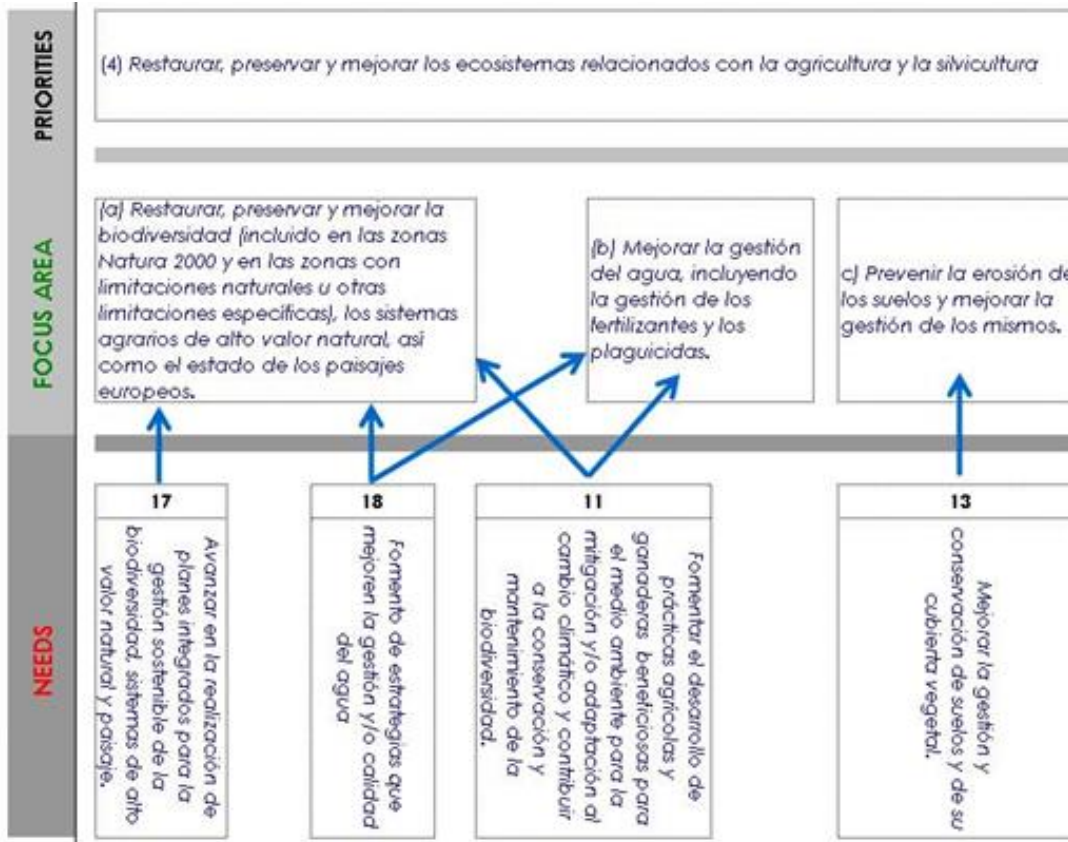 PRIORITIES
(4) Restaurar, preservar y mejorar los ecosistemas relacionados con la agricultura y la silvicultura
FOCUS AREA
(a) Restaurar, preservar y mejorar la
biodiversidad (incluido en las zonas
Natura 2000 y en las zonas con
limitaciones naturales u otras
limitaciones específicas), los sistemas
agrarios de alto valor natural, así
como el estado de los paisajes
europeos.
(b) Mejorar la gestión
del agua, incluyendo
la gestión de los
fertilizantes y los
plaguicidas.
c) Prevenir la erosión de
los suelos y mejorar la
gestión de los mismos.
NEEDS
17
Avanzar en la realización de
planes integrados para la
gestión sostenible de la
biodiversidad, sistemas de alto
valor natural y paisaje.
18
Fomento de estrategias que
mejoren la gestión y/o calidad
del agua
11
Fomentar el desarrollo de
prácticas agrícolas y
ganaderas beneficiosas para
el medio ambiente para la
mitigación y/o adaptación al
cambio climático y contribuir
a la conservación y
mantenimiento de la
biodiversidad.
13
Mejorar la gestión y
conservación de suelos y de su
cubierta vegetal.